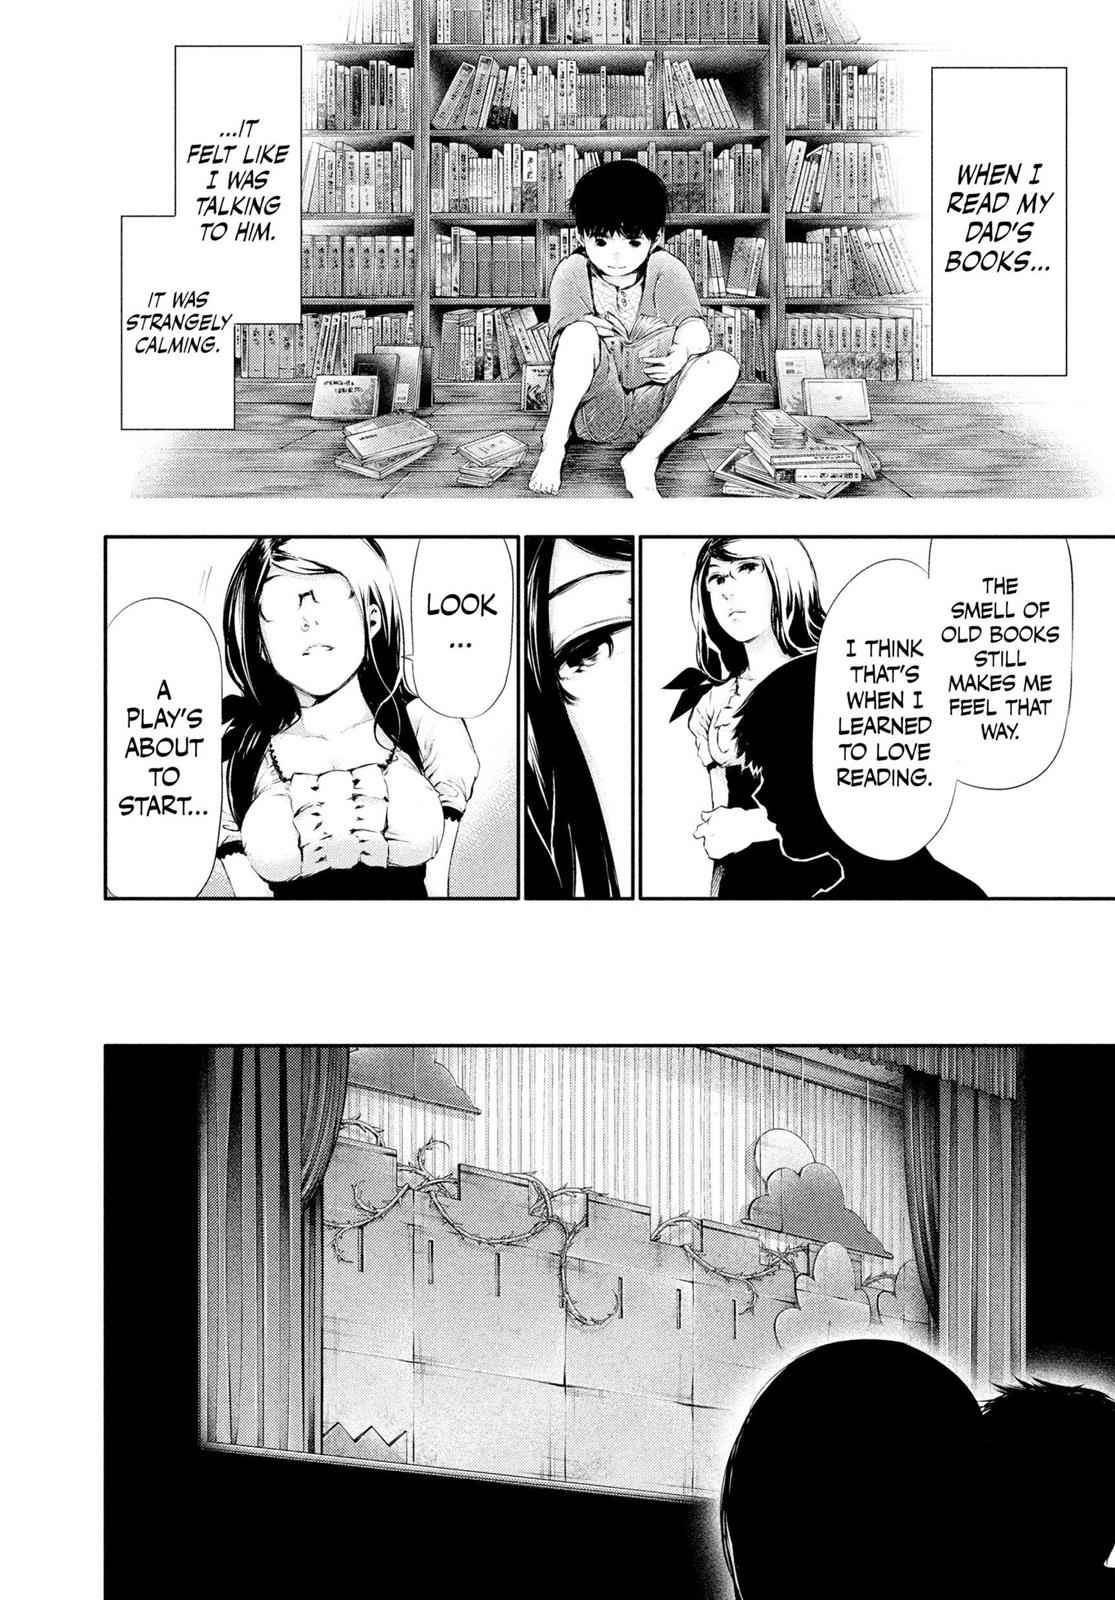 WHEN I
READ MY
DAD'S
BOOKS...
...IT
FELT LIKE
I WAS
TALKING
TO HIM.
IT WAS
STRANGELY
CALMING.
THE
SMELL OF
OLD BOOKS
STILL
MAKES ME
FEEL THAT
WAY.
I THINK
THAT'S
WHEN I
LEARNED
TO LOVE
READING.
LOOK
...
A
PLAY'S
ABOUT
TO
START...